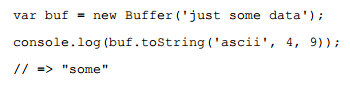 var buf = new Buffer('just some data');
console.log(buf.toString('ascii', 4, 9));
// => "some"